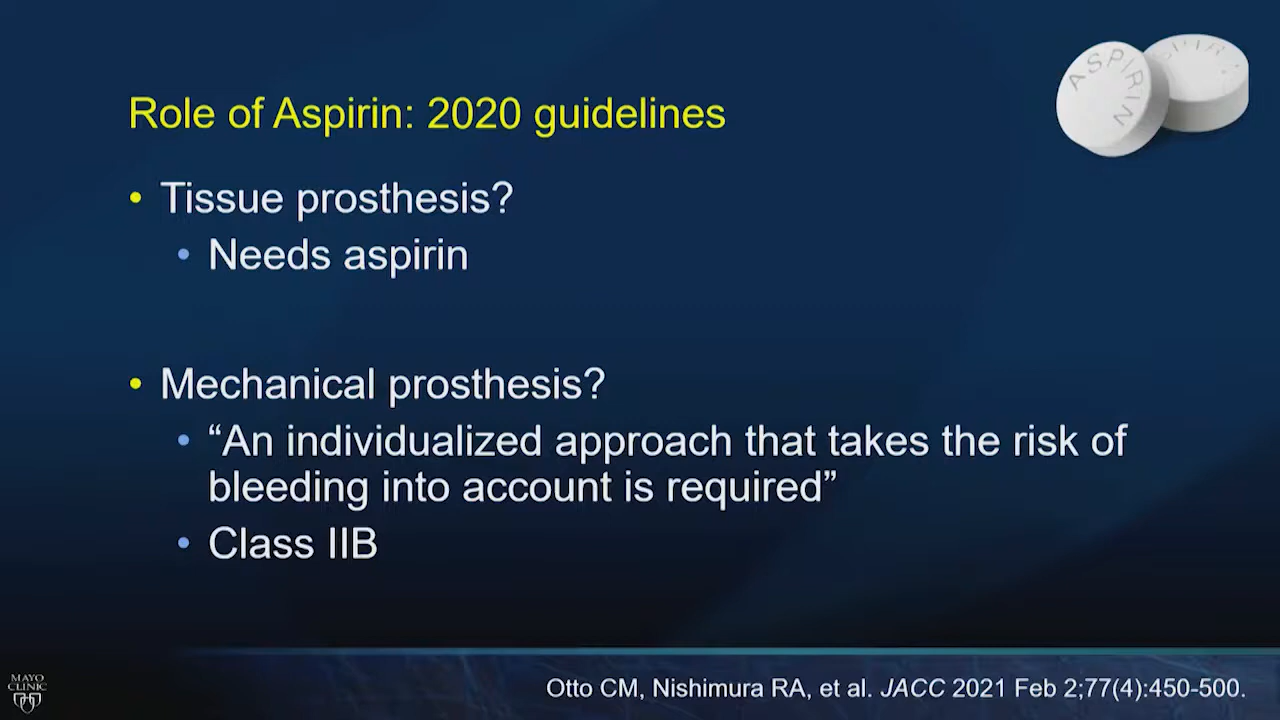 ASPIRIN
ASPIR
Role of Aspirin: 2020 guidelines
• Tissue prosthesis?
• Needs aspirin
• Mechanical prosthesis?
• “An individualized approach that takes the risk of
bleeding into account is required”
• Class IIB
MAYO
CLINIC
Otto CM, Nishimura RA, et al. JACC 2021 Feb 2;77(4):450-500.